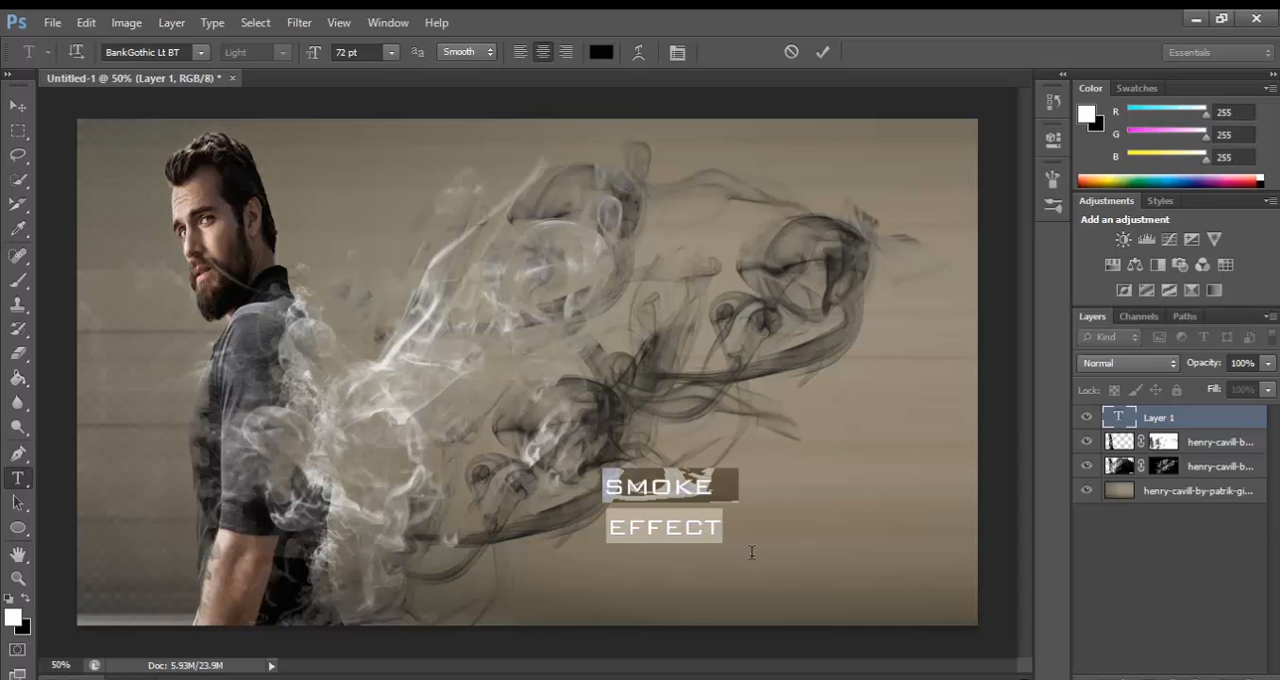 Ps File Edit Image Layer Type Select Filter View Window Help
T BankGothic Lt BT Light 72 pt aa Smooth Essentials
Untitled-1 @ 50% (Layer 1, RGB/8) * ×
Color Swatches
R 255
G 255
B 255
Adjustments Styles
Add an adjustment
Layers Channels Paths
Kind
Normal Opacity: 100%
Lock: Fill: 100%
T Layer 1
henry-cavill-b...
henry-cavill-b...
henry-cavill-by-patrik-gi...
SMOKE
EFFECT
50% Doc: 5.93M/23.9M